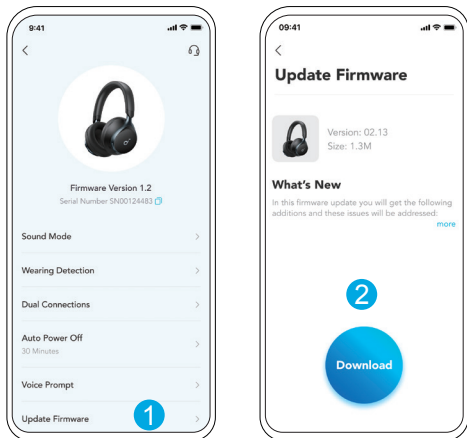 9:41
Firmware Version 1.2
Serial Number SN00124483
Sound Mode
Wearing Detection
Dual Connections
Auto Power Off
30 Minutes
Voice Prompt
Update Firmware
1
09:41
Update Firmware
Version: 02.13
Size: 1.3M
What's New
In this firmware update you will get the following
additions and these issues will be addressed:
more
2
Download